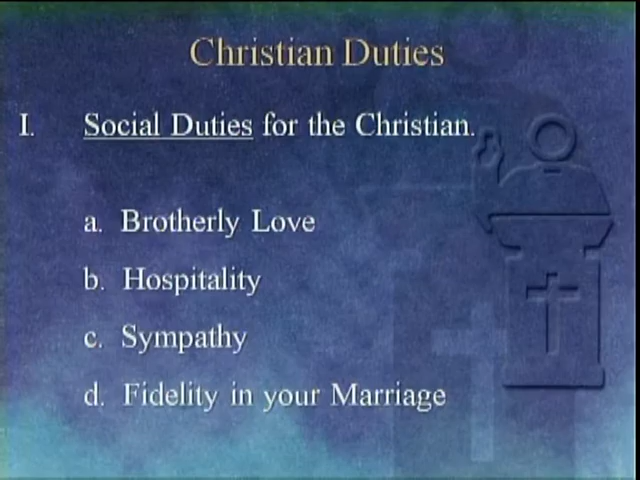 Christian Duties
I. Social Duties for the Christian.
a. Brotherly Love
b. Hospitality
c. Sympathy
d. Fidelity in your Marriage